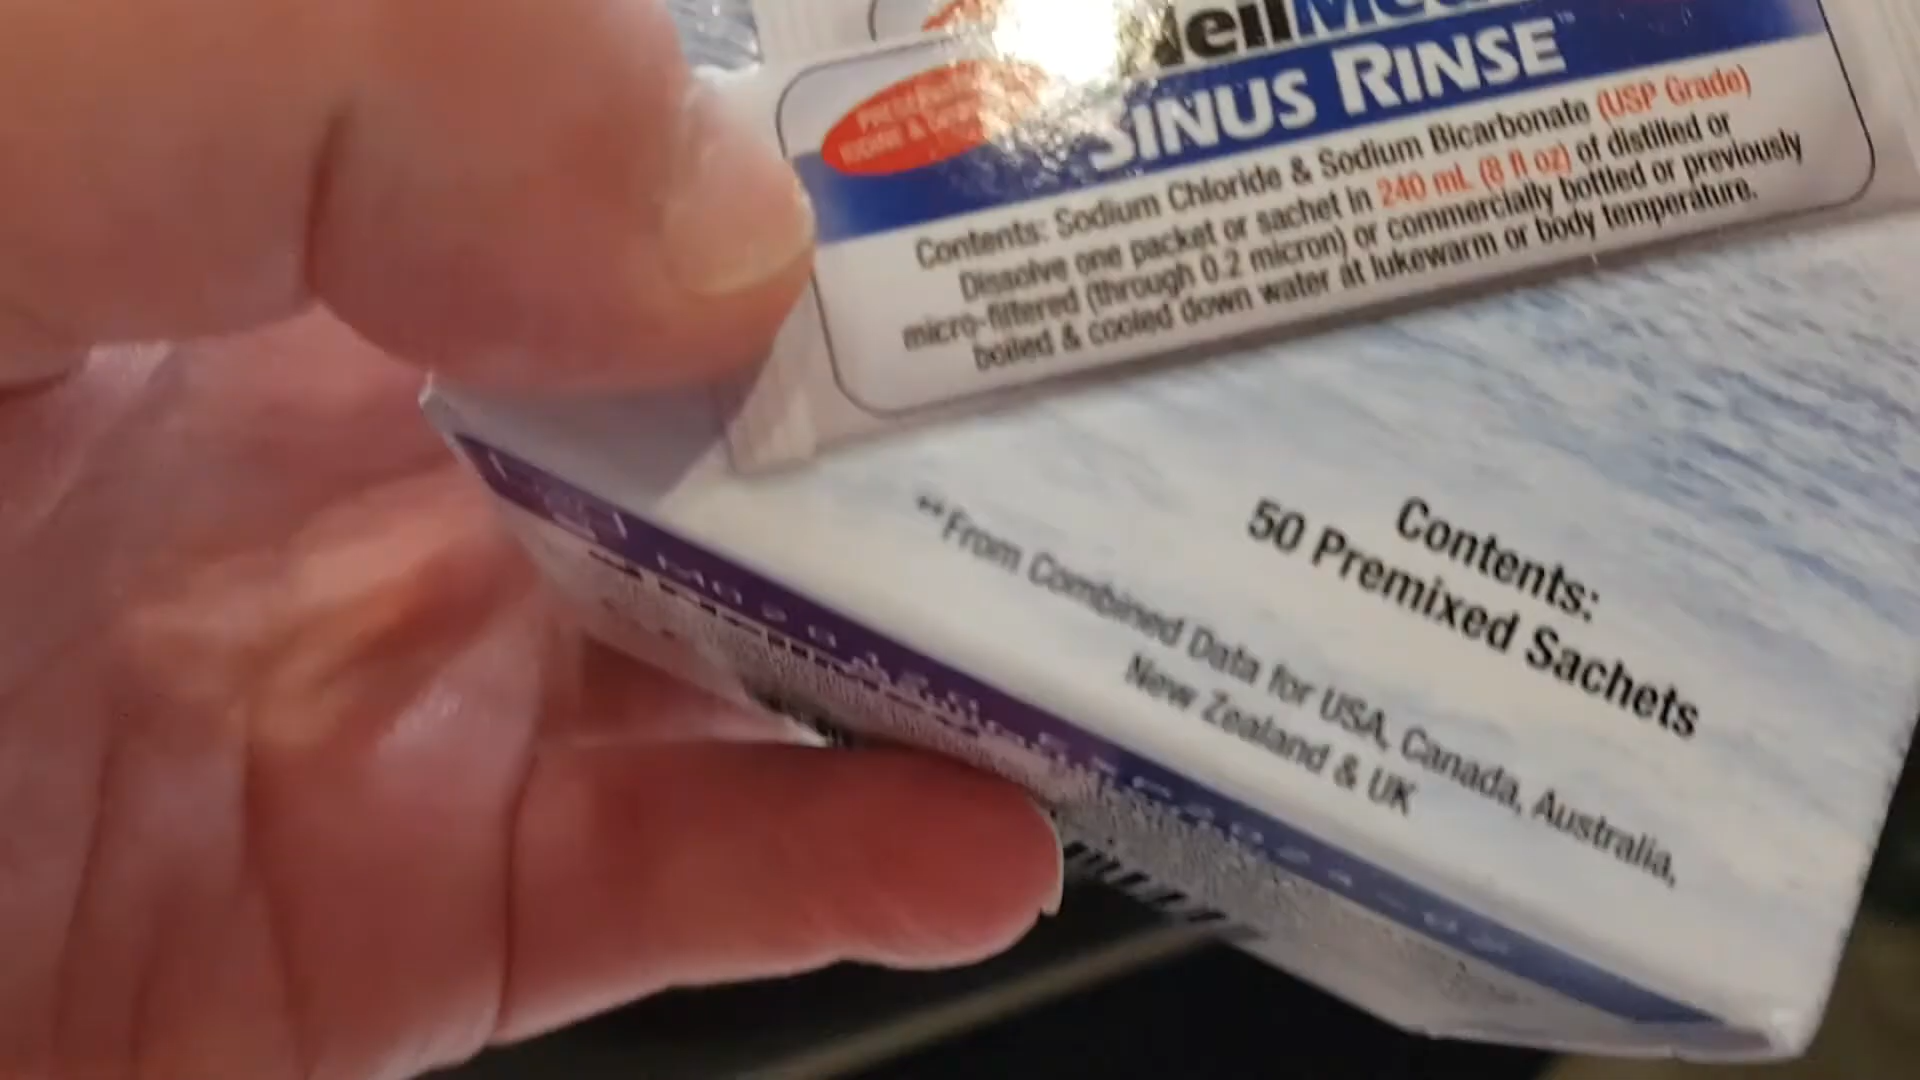 SINUS RINSE™
Contents: Sodium Chloride & Sodium Bicarbonate (USP Grade)
Dissolve one packet or sachet in 240 mL (8 fl oz) of distilled or
micro-filtered (through 0.2 micron) or commercially bottled or previously
boiled & cooled down water at lukewarm or body temperature.
Contents:
50 Premixed Sachets
**From Combined Data for USA, Canada, Australia,
New Zealand & UK